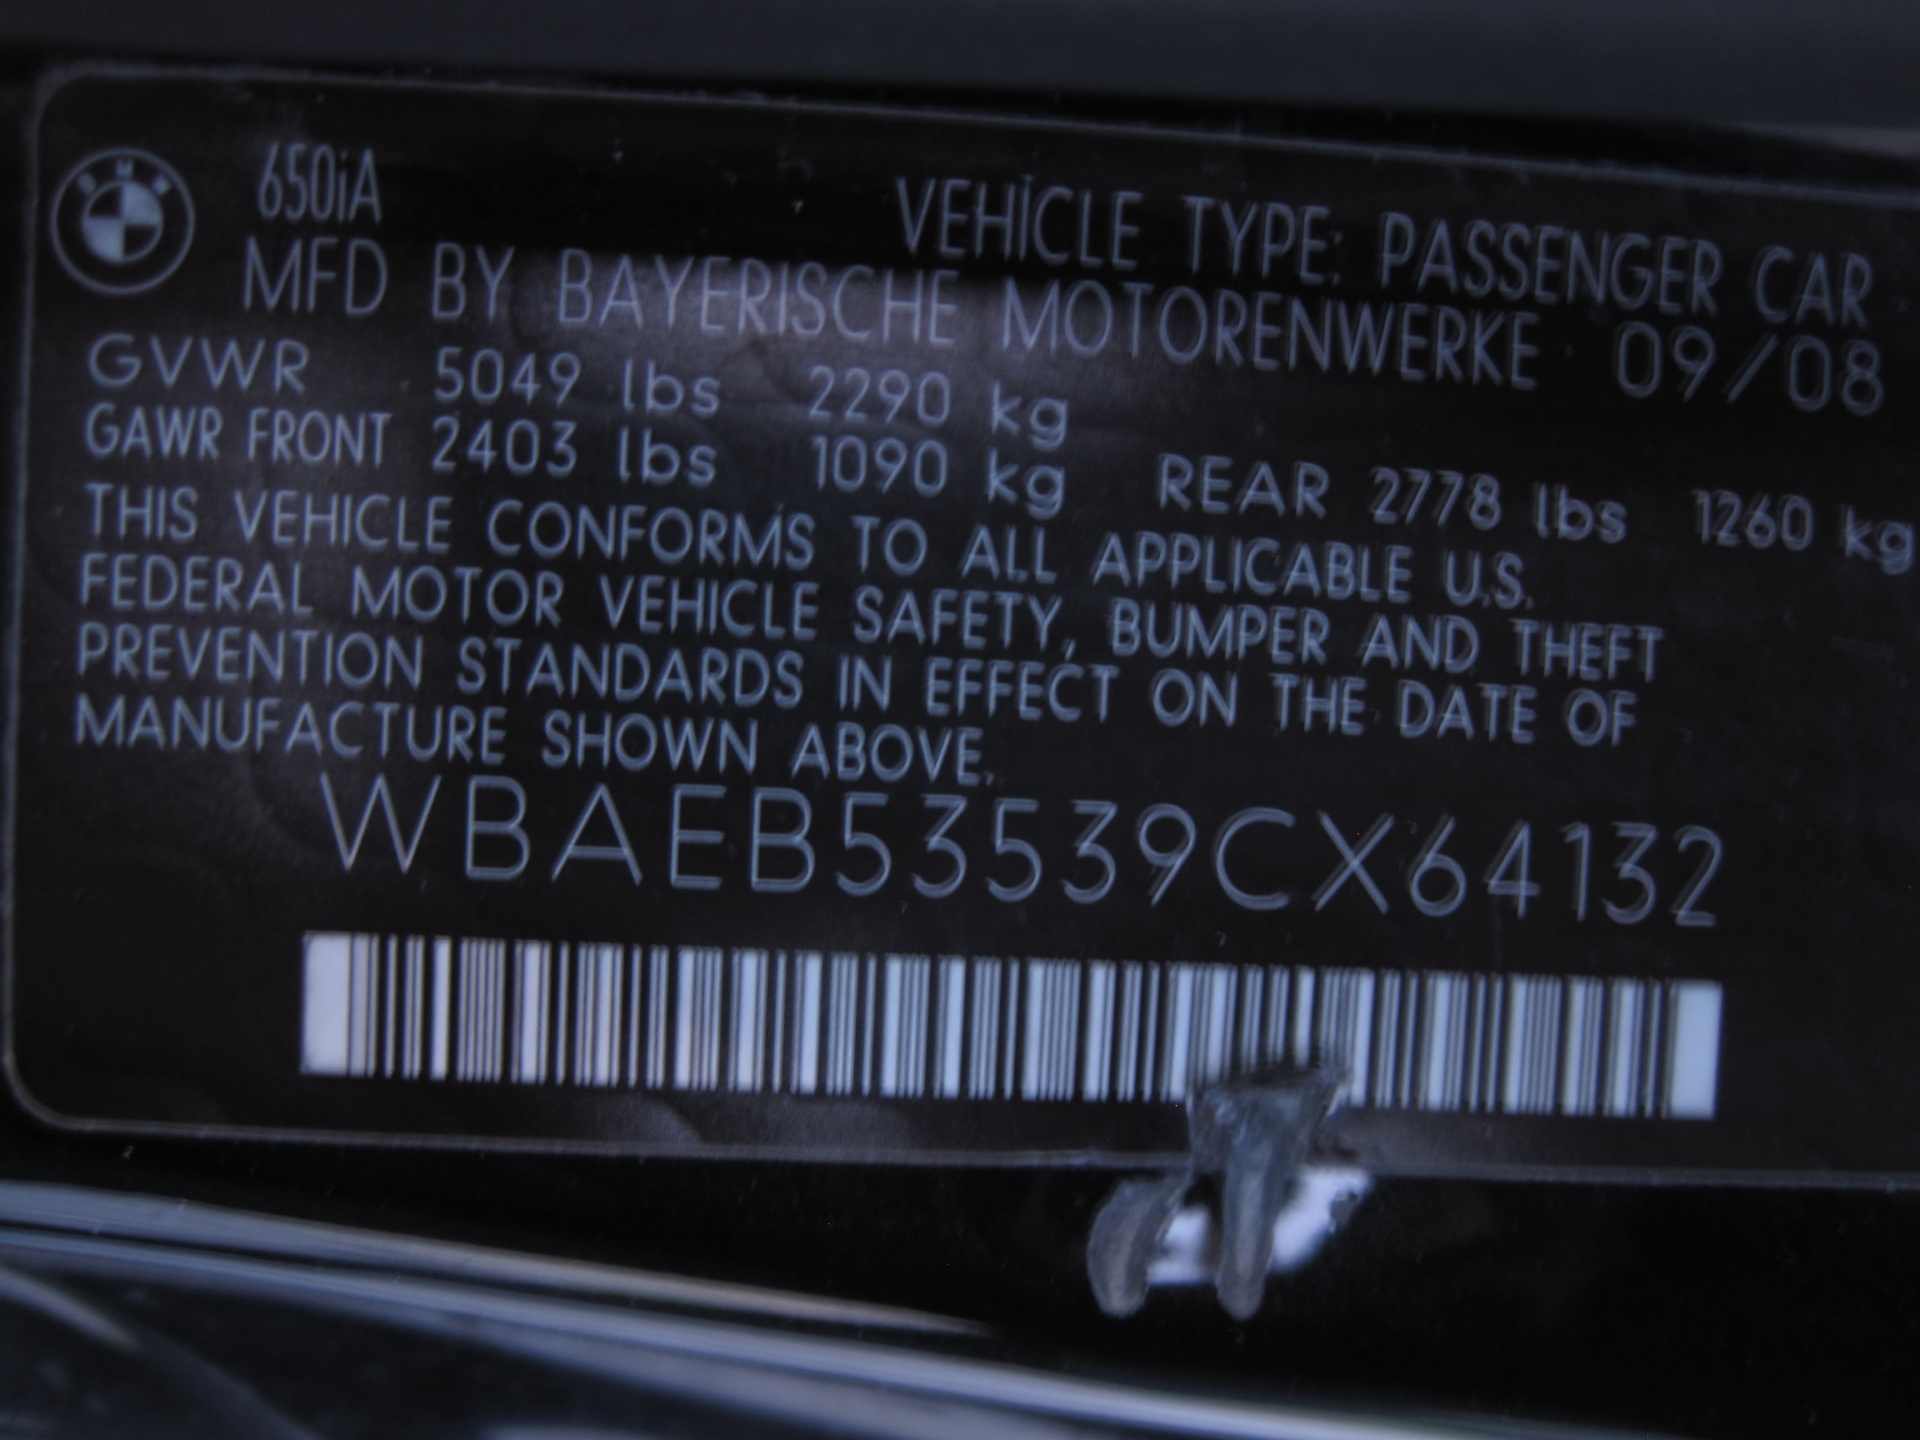 BMW
650iA
VEHICLE TYPE: PASSENGER CAR
MFD BY BAYERISCHE MOTORENWERKE 09/08
GVWR 5049 lbs 2290 kg
GAWR FRONT 2403 lbs 1090 kg REAR 2778 lbs 1260 kg
THIS VEHICLE CONFORMS TO ALL APPLICABLE U.S.
FEDERAL MOTOR VEHICLE SAFETY, BUMPER AND THEFT
PREVENTION STANDARDS IN EFFECT ON THE DATE OF
MANUFACTURE SHOWN ABOVE.
WBAEB53539CX64132